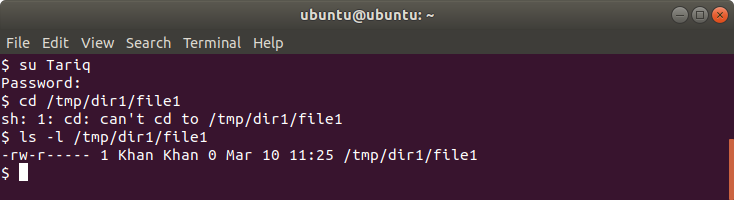 ubuntu@ubuntu: ~
File Edit View Search Terminal Help
$ su Tariq
Password:
$ cd /tmp/dir1/file1
sh: 1: cd: can't cd to /tmp/dir1/file1
$ ls -l /tmp/dir1/file1
-rw-r----- 1 Khan Khan 0 Mar 10 11:25 /tmp/dir1/file1
$